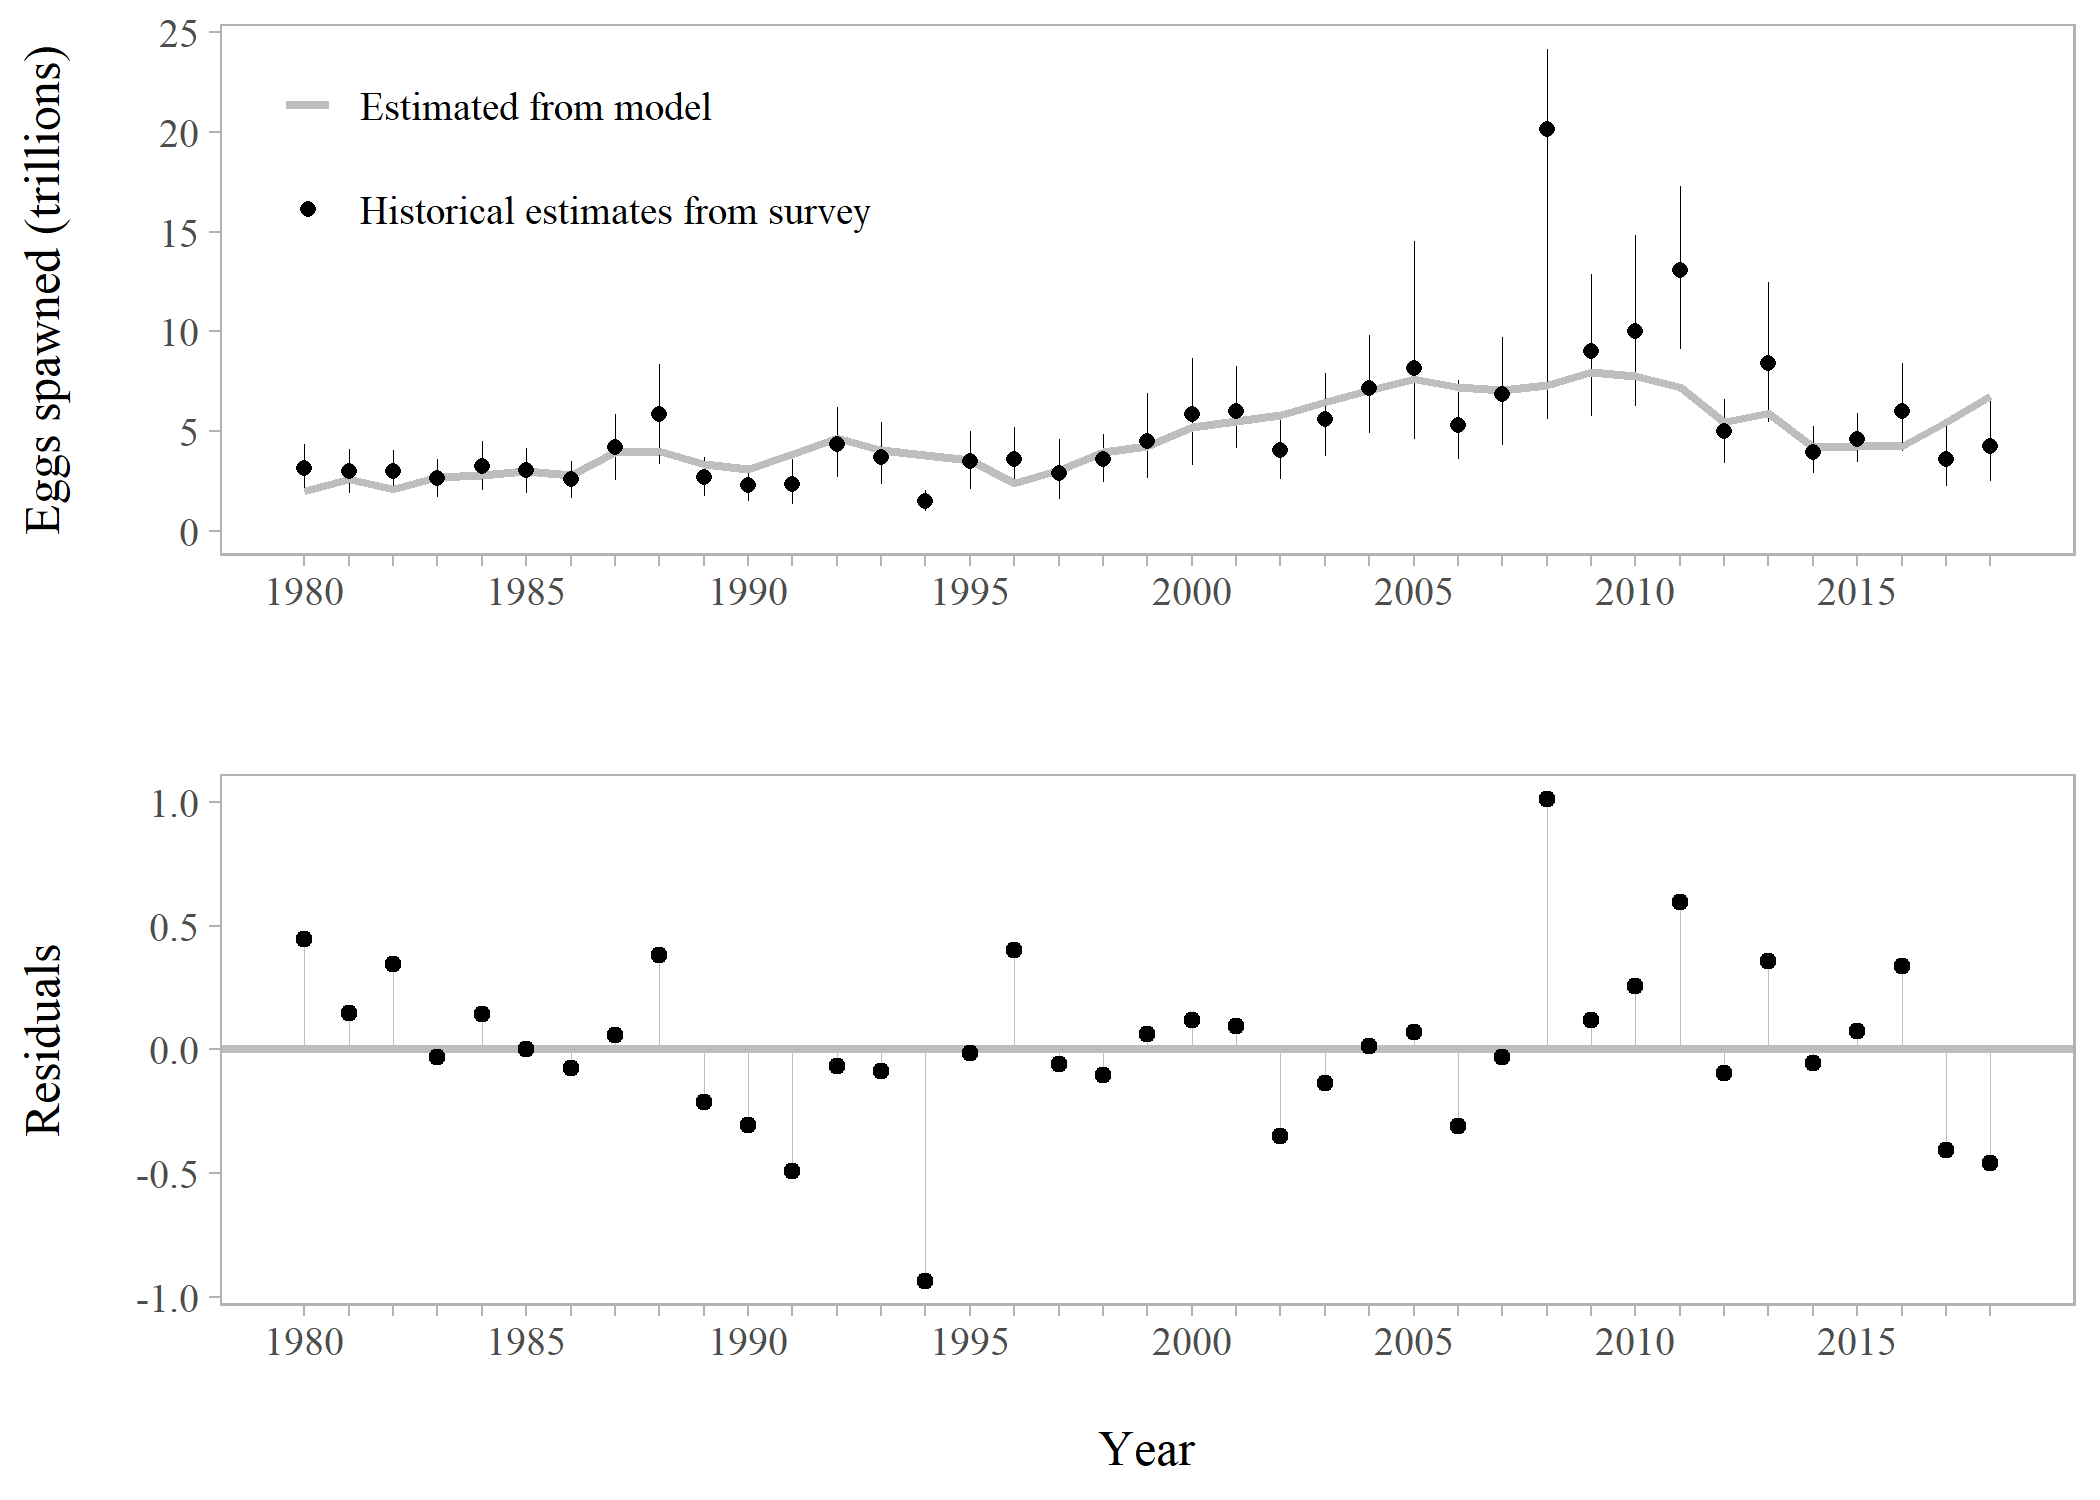 Eggs spawned (trillions)
25
20
15
10
5
0
Estimated from model
Historical estimates from survey
1980 1985 1990 1995 2000 2005 2010 2015
Residuals
1.0
0.5
0.0
-0.5
-1.0
1980 1985 1990 1995 2000 2005 2010 2015
Year